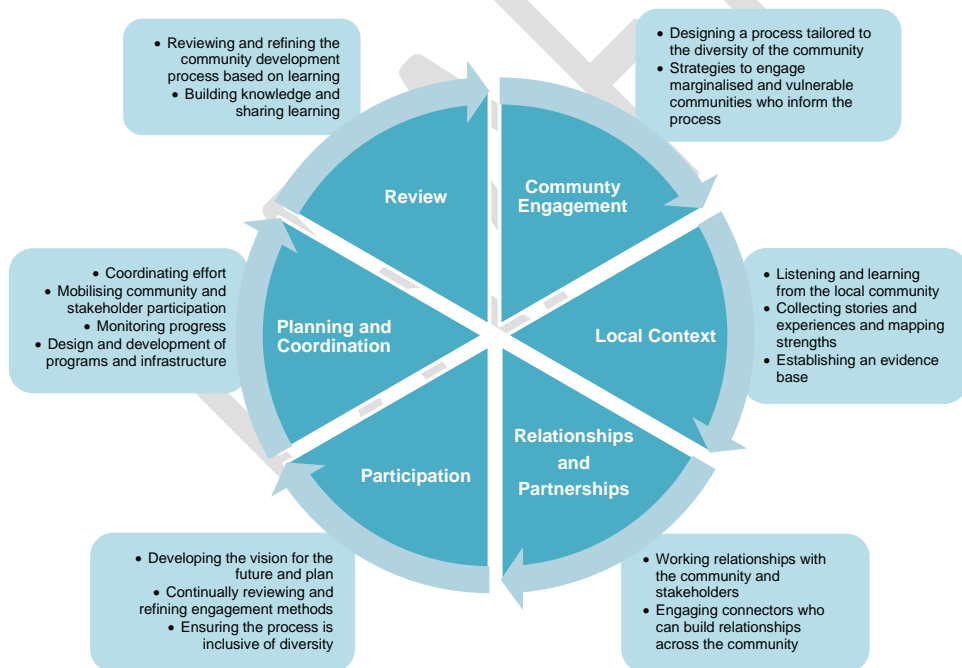 • Reviewing and refining the
community development
process based on learning
• Building knowledge and
sharing learning
• Designing a process tailored to
the diversity of the community
• Strategies to engage
marginalised and vulnerable
communities who inform the
process
Review
Communty
Engagement
• Coordinating effort
• Mobilising community and
stakeholder participation
• Monitoring progress
• Design and development of
programs and infrastructure
Planning and
Coordination
Local Context
• Listening and learning
from the local community
• Collecting stories and
experiences and mapping
strengths
• Establishing an evidence
base
Participation
Relationships
and
Partnerships
• Developing the vision for the
future and plan
• Continually reviewing and
refining engagement methods
• Ensuring the process is
inclusive of diversity
• Working relationships with
the community and
stakeholders
• Engaging connectors who
can build relationships
across the community